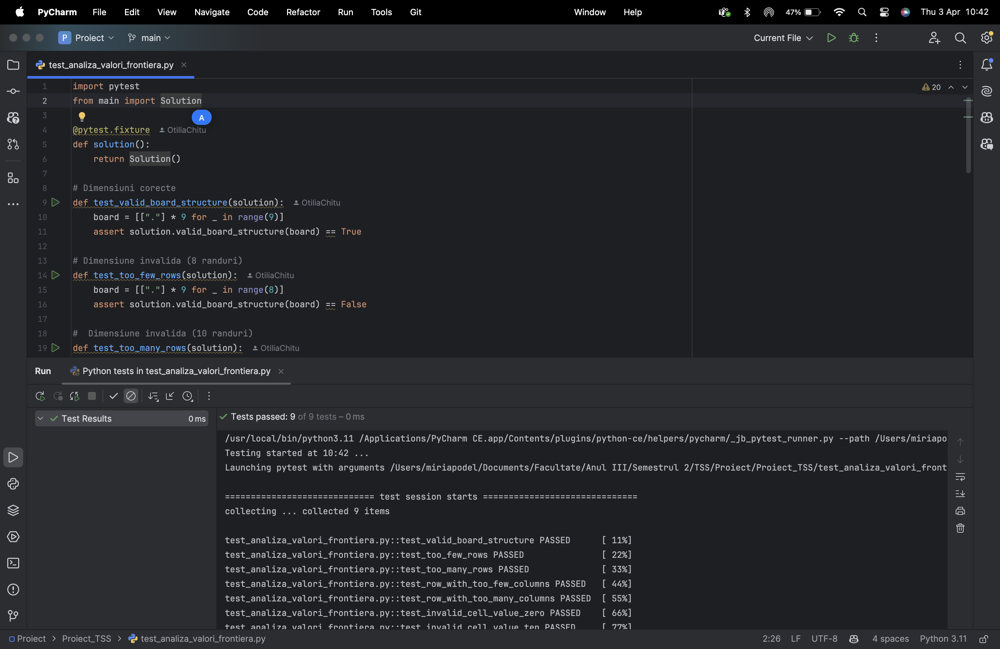 PyCharm File Edit View Navigate Code Refactor Run Tools Git Window Help 47% Thu 3 Apr 10:42
P Proiect main Current File
test_analiza_valori_frontiera.py
1 import pytest 20
2 from main import Solution
3
A
4 @pytest.fixture OtiliaChitu
5 def solution():
6 return Solution()
7
8 # Dimensiuni corecte
9 def test_valid_board_structure(solution): OtiliaChitu
10 board = [["."] * 9 for _ in range(9)]
11 assert solution.valid_board_structure(board) == True
12
13 # Dimensiune invalida (8 randuri)
14 def test_too_few_rows(solution): OtiliaChitu
15 board = [["."] * 9 for _ in range(8)]
16 assert solution.valid_board_structure(board) == False
17
18 #  Dimensiune invalida (10 randuri)
19 def test_too_many_rows(solution): OtiliaChitu
Run Python tests in test_analiza_valori_frontiera.py
Test Results 0 ms
Tests passed: 9 of 9 tests – 0 ms
/usr/local/bin/python3.11 /Applications/PyCharm CE.app/Contents/plugins/python-ce/helpers/pycharm/_jb_pytest_runner.py --path /Users/miriapo
Testing started at 10:42 ...
Launching pytest with arguments /Users/miriapodel/Documents/Facultate/Anul III/Semestrul 2/TSS/Proiect/Proiect_TSS/test_analiza_valori_front
============================= test session starts ==============================
collecting ... collected 9 items
test_analiza_valori_frontiera.py::test_valid_board_structure PASSED [ 11%]
test_analiza_valori_frontiera.py::test_too_few_rows PASSED [ 22%]
test_analiza_valori_frontiera.py::test_too_many_rows PASSED [ 33%]
test_analiza_valori_frontiera.py::test_row_with_too_few_columns PASSED [ 44%]
test_analiza_valori_frontiera.py::test_row_with_too_many_columns PASSED [ 55%]
test_analiza_valori_frontiera.py::test_invalid_cell_value_zero PASSED [ 66%]
test_analiza_valori_frontiera.py::test_invalid_cell_value_ten PASSED [ 77%]
Proiect > Proiect_TSS > test_analiza_valori_frontiera.py 2:26 LF UTF-8 4 spaces Python 3.11